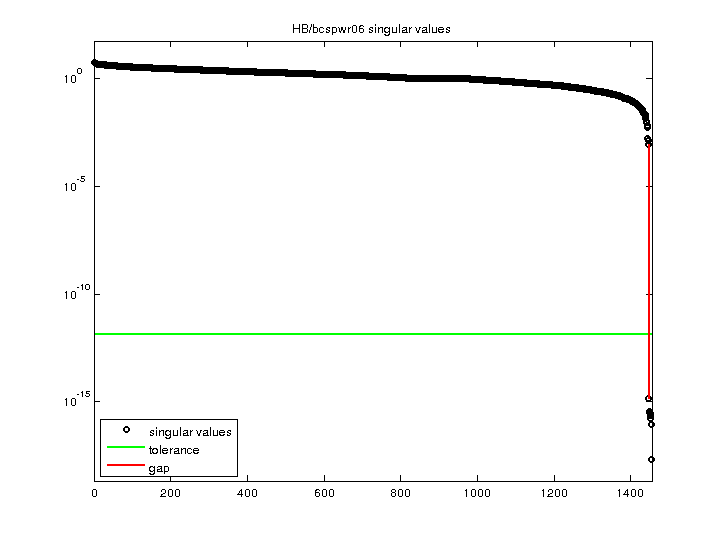 HB/bcspwr06 singular values
10^0
10^-5
10^-10
10^-15
singular values
tolerance
gap
0 200 400 600 800 1000 1200 1400